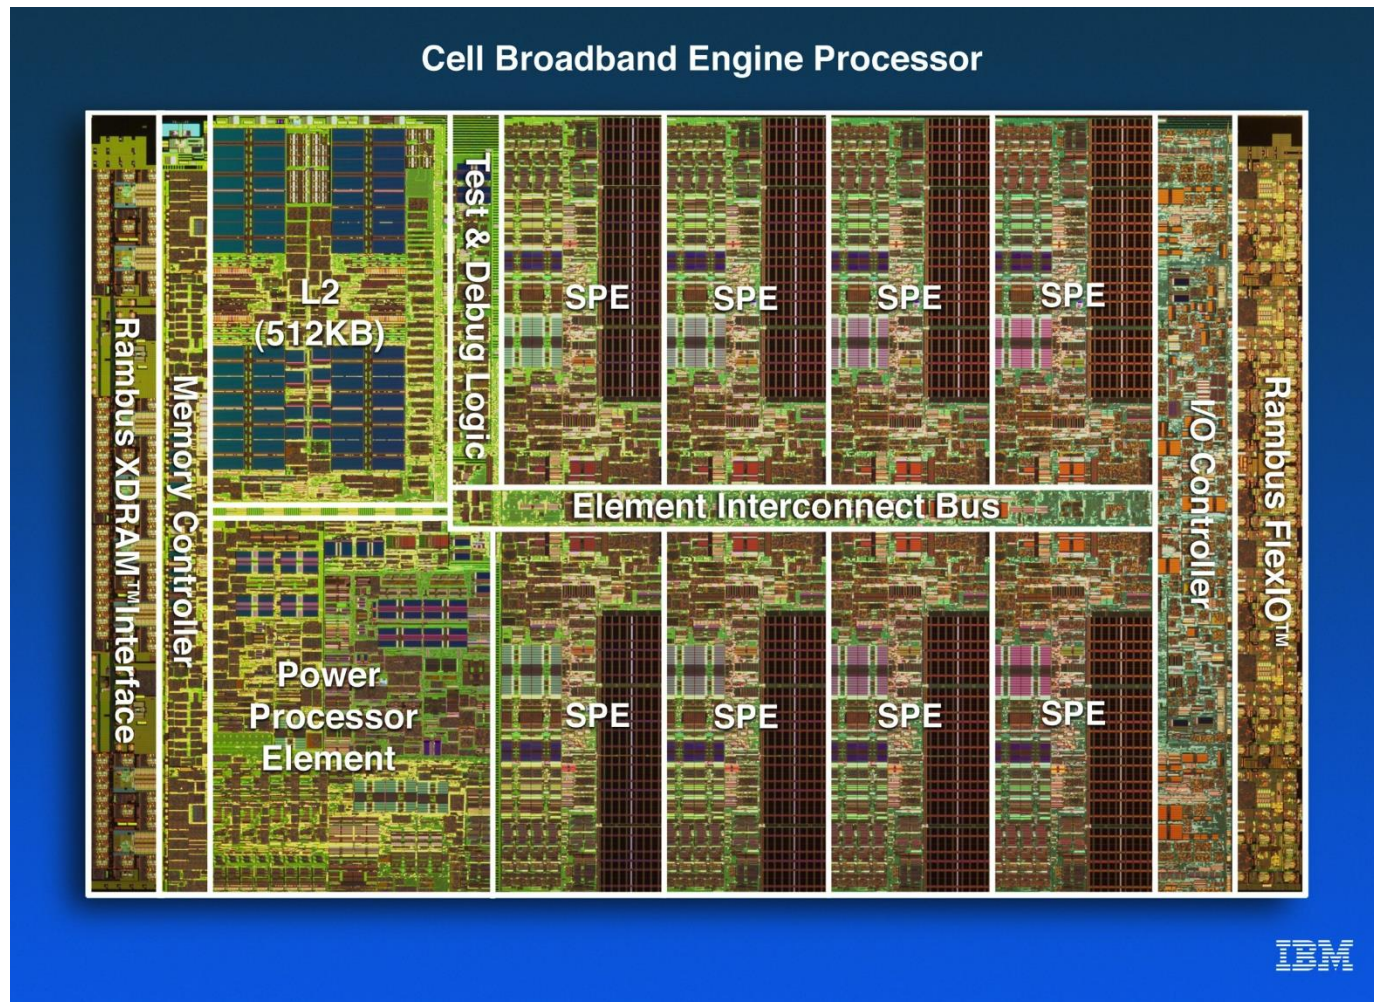 Cell Broadband Engine Processor
Rambus XDRAM™ Interface
Memory Controller
L2
(512KB)
Test & Debug Logic
SPE
SPE
SPE
SPE
Element Interconnect Bus
Power
Processor
Element
SPE
SPE
SPE
SPE
I/O Controller
Rambus FlexIO™
IBM